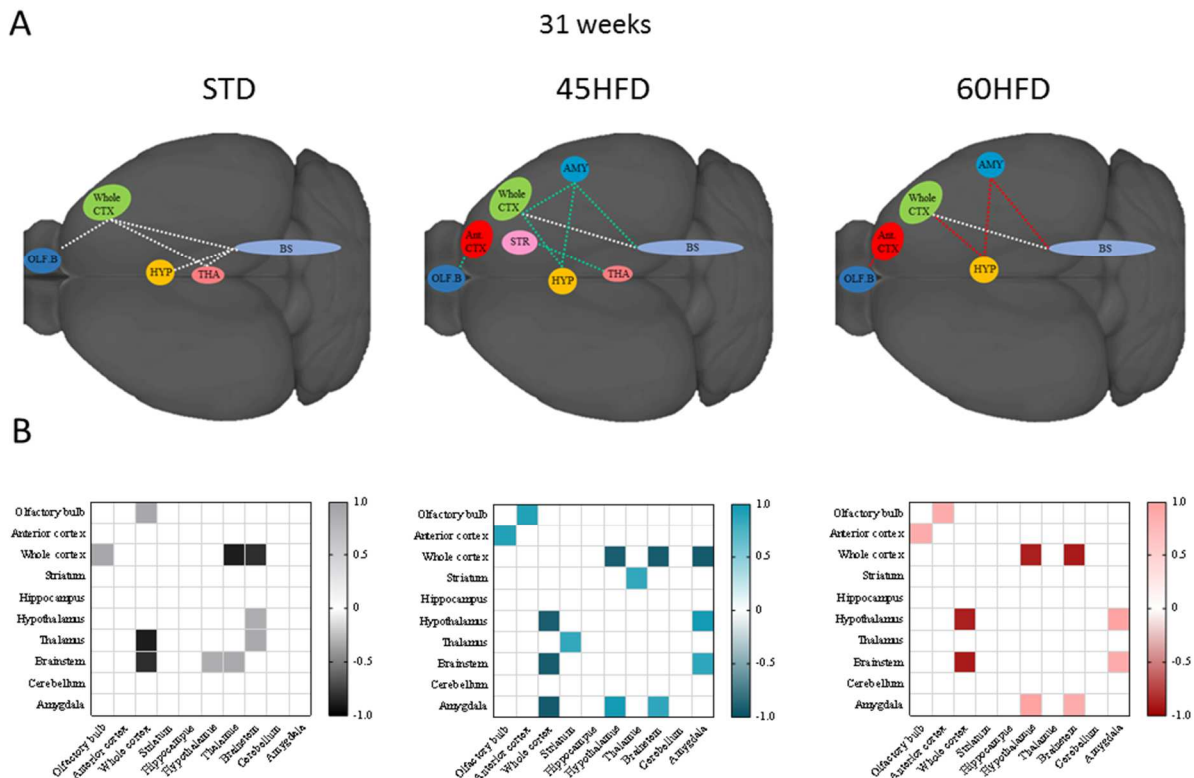 A
31 weeks
STD
45HFD
60HFD
Whole
CTX
OLF.B
HYP
THA
BS
AMY
Whole
CTX
Ant.
CTX
STR
OLF.B
HYP
THA
BS
AMY
Whole
CTX
Ant.
CTX
OLF.B
HYP
BS
B
Olfactory bulb
Anterior cortex
Whole cortex
Striatum
Hippocampus
Hypothalamus
Thalamus
Brainstem
Cerebellum
Amygdala
Olfactory bulb
Anterior cortex
Whole cortex
Striatum
Hippocampus
Hypothalamus
Thalamus
Brainstem
Cerebellum
Amygdala
1.0
0.5
0
-0.5
-1.0
Olfactory bulb
Anterior cortex
Whole cortex
Striatum
Hippocampus
Hypothalamus
Thalamus
Brainstem
Cerebellum
Amygdala
Olfactory bulb
Anterior cortex
Whole cortex
Striatum
Hippocampus
Hypothalamus
Thalamus
Brainstem
Cerebellum
Amygdala
1.0
0.5
0
-0.5
-1.0
Olfactory bulb
Anterior cortex
Whole cortex
Striatum
Hippocampus
Hypothalamus
Thalamus
Brainstem
Cerebellum
Amygdala
Olfactory bulb
Anterior cortex
Whole cortex
Striatum
Hippocampus
Hypothalamus
Thalamus
Brainstem
Cerebellum
Amygdala
1.0
0.5
0
-0.5
-1.0